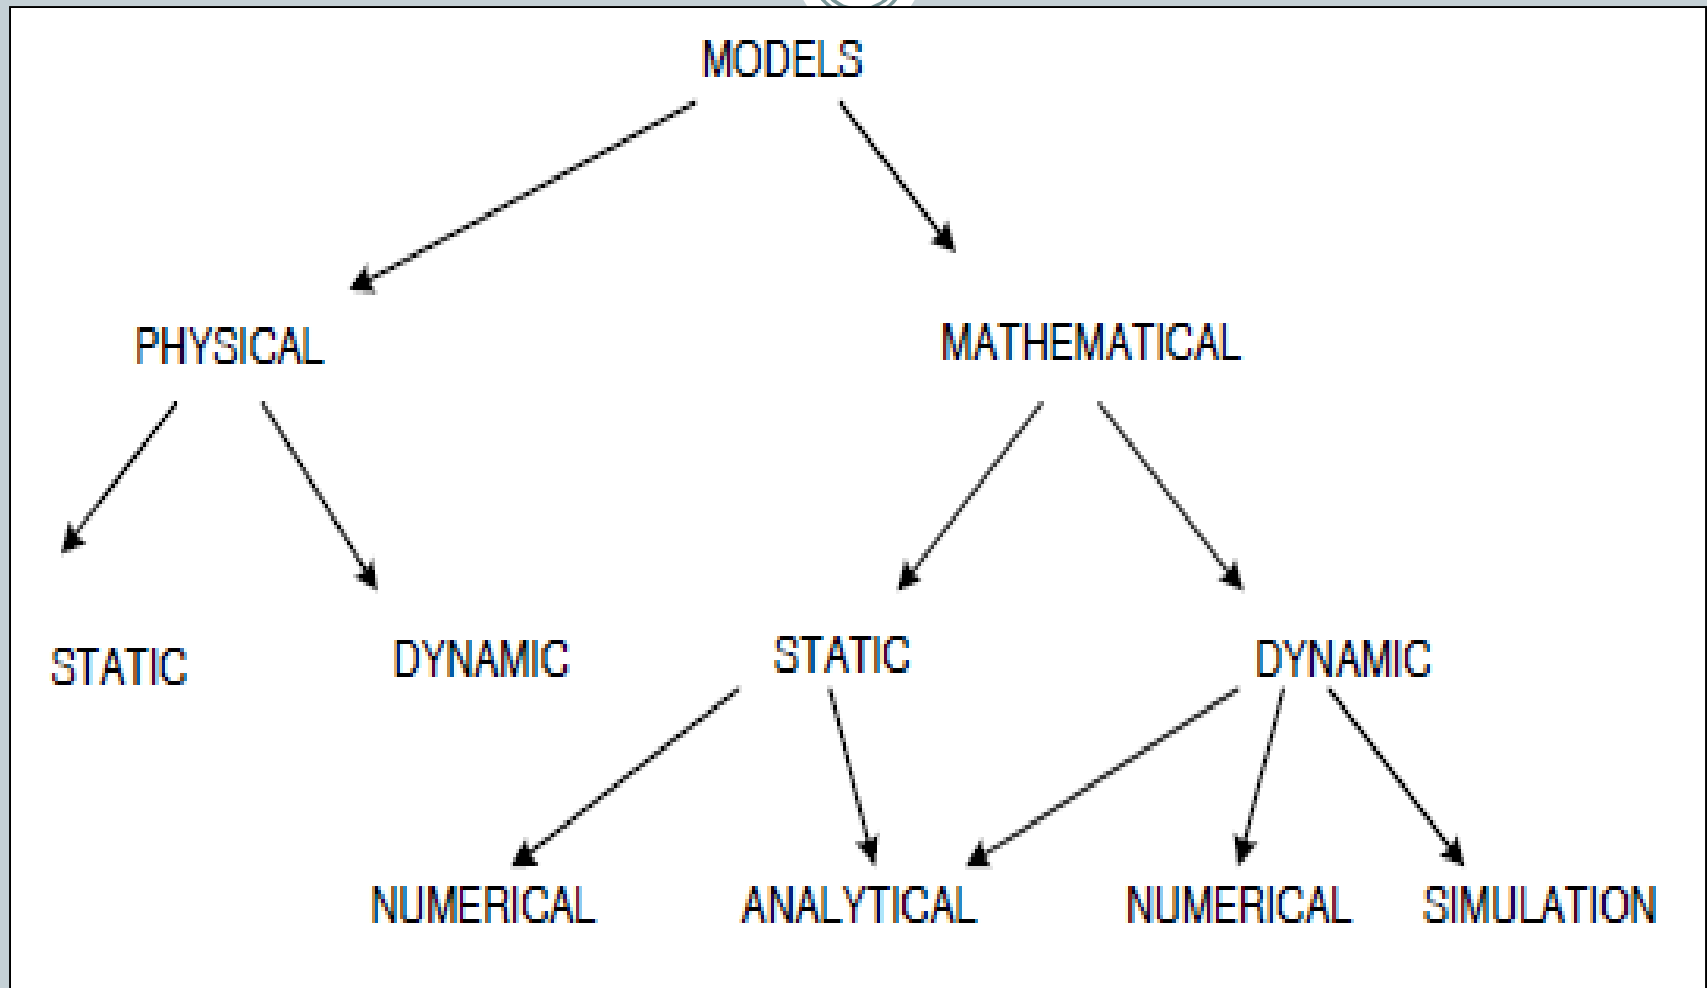 MODELS
PHYSICAL
MATHEMATICAL
STATIC
DYNAMIC
STATIC
DYNAMIC
NUMERICAL
ANALYTICAL
NUMERICAL
SIMULATION